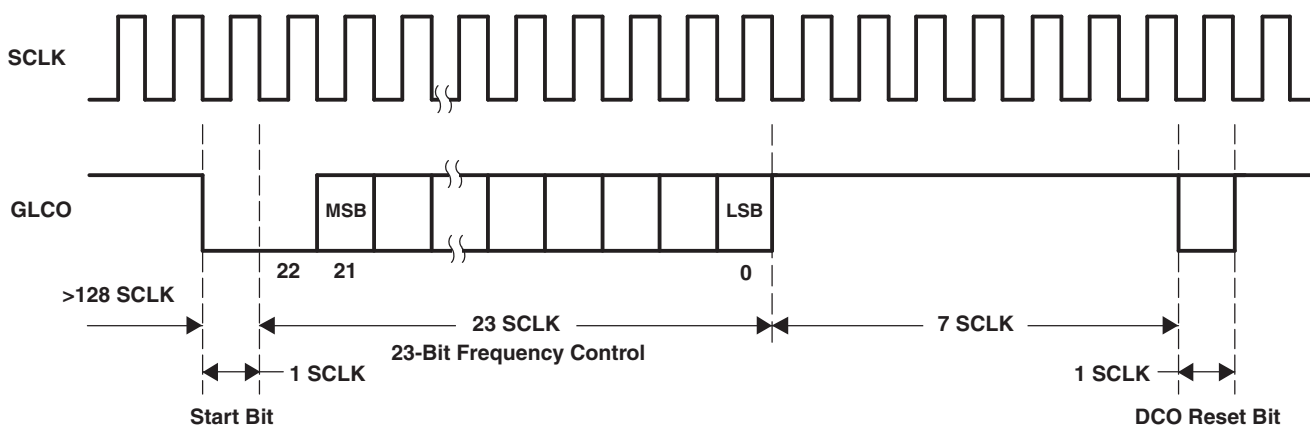 SCLK
GLCO
MSB
LSB
22
21
0
>128 SCLK
23 SCLK
7 SCLK
23-Bit Frequency Control
1 SCLK
1 SCLK
Start Bit
DCO Reset Bit